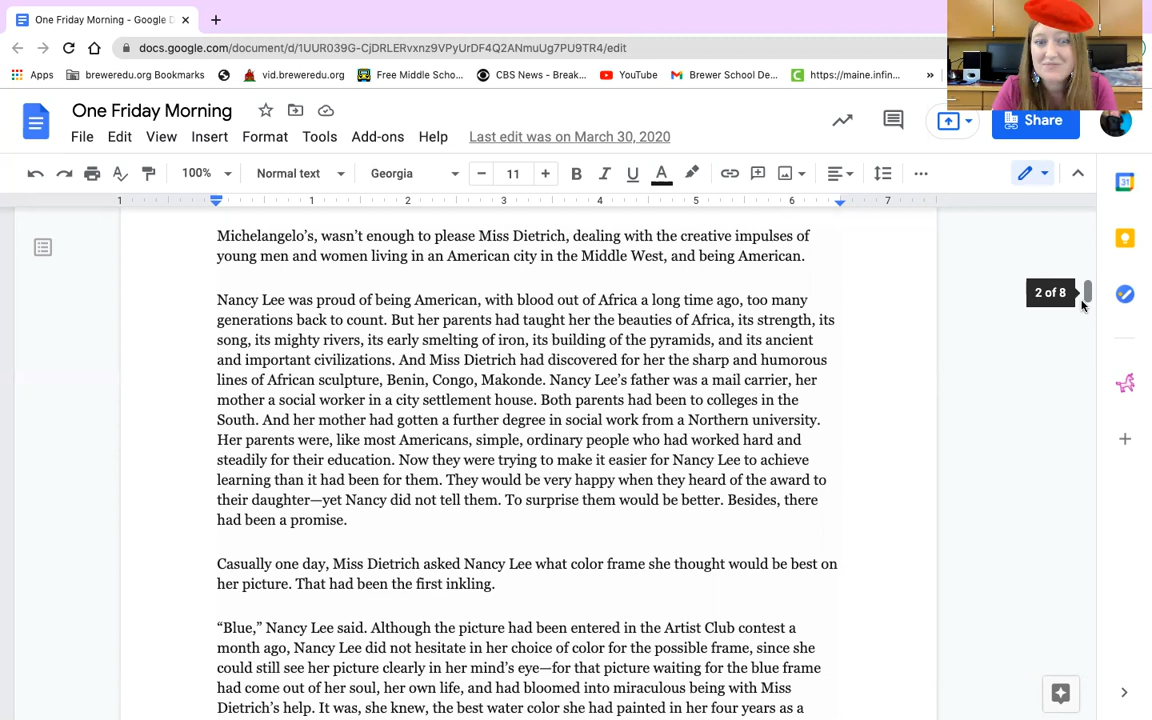 One Friday Morning - Google D
docs.google.com/document/d/1UUR039G-CjDRLERvxnz9VPyUrDF4Q2ANmuUg7PU9TR4/edit
Apps breweredu.org Bookmarks vid.breweredu.org Free Middle Scho... CBS News - Break... YouTube Brewer School De... https://maine.infin... »
One Friday Morning
File Edit View Insert Format Tools Add-ons Help Last edit was on March 30, 2020
Share
100% Normal text Georgia 11 B I U A
1 1 2 3 4 5 6 7
31
2 of 8
Michelangelo’s, wasn’t enough to please Miss Dietrich, dealing with the creative impulses of
young men and women living in an American city in the Middle West, and being American.
Nancy Lee was proud of being American, with blood out of Africa a long time ago, too many
generations back to count. But her parents had taught her the beauties of Africa, its strength, its
song, its mighty rivers, its early smelting of iron, its building of the pyramids, and its ancient
and important civilizations. And Miss Dietrich had discovered for her the sharp and humorous
lines of African sculpture, Benin, Congo, Makonde. Nancy Lee’s father was a mail carrier, her
mother a social worker in a city settlement house. Both parents had been to colleges in the
South. And her mother had gotten a further degree in social work from a Northern university.
Her parents were, like most Americans, simple, ordinary people who had worked hard and
steadily for their education. Now they were trying to make it easier for Nancy Lee to achieve
learning than it had been for them. They would be very happy when they heard of the award to
their daughter—yet Nancy did not tell them. To surprise them would be better. Besides, there
had been a promise.
Casually one day, Miss Dietrich asked Nancy Lee what color frame she thought would be best on
her picture. That had been the first inkling.
“Blue,” Nancy Lee said. Although the picture had been entered in the Artist Club contest a
month ago, Nancy Lee did not hesitate in her choice of color for the possible frame, since she
could still see her picture clearly in her mind’s eye—for that picture waiting for the blue frame
had come out of her soul, her own life, and had bloomed into miraculous being with Miss
Dietrich’s help. It was, she knew, the best water color she had painted in her four years as a